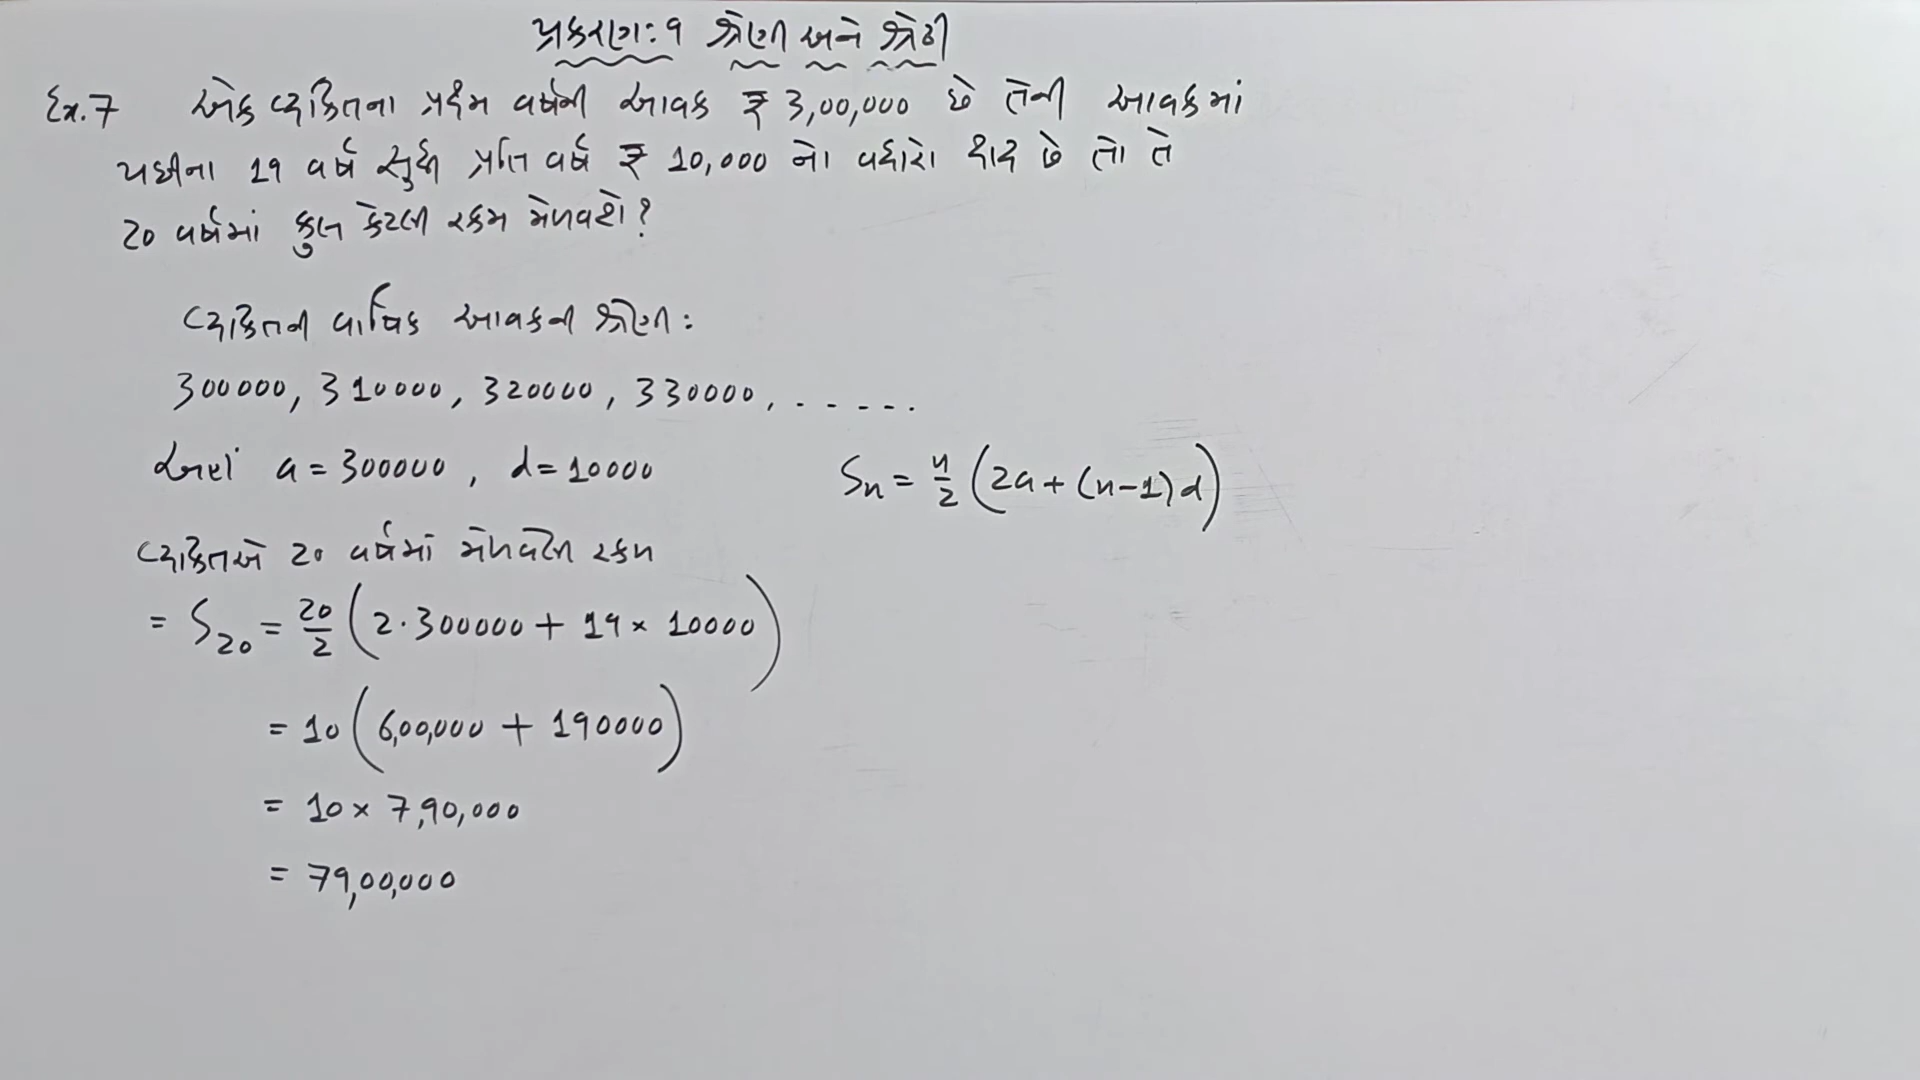 પ્રકરણ: ૧ શ્રેણી અને શ્રેઢી
Ex.7 એક વ્યકિતના પ્રથમ વર્ષની આવક ₹ 3,00,000 છે તેની આવકમાં
પછીના 19 વર્ષ સુધી પ્રતિ વર્ષ ₹ 10,000 નો વધારો થાય છે તો તે
20 વર્ષમાં કુલ કેટલી રકમ મેળવશે?
વ્યકિતની વાર્ષિક આવકની શ્રેણી:
300000, 310000, 320000, 330000, ......
અહીં a = 300000, d = 10000
Sn = n/2 (2a + (n-1)d)
વ્યકિતએ 20 વર્ષમાં મેળવેલ રકમ
= S20 = 20/2 (2·300000 + 19 × 10000)
= 10 (6,00,000 + 190000)
= 10 × 7,90,000
= 79,00,000